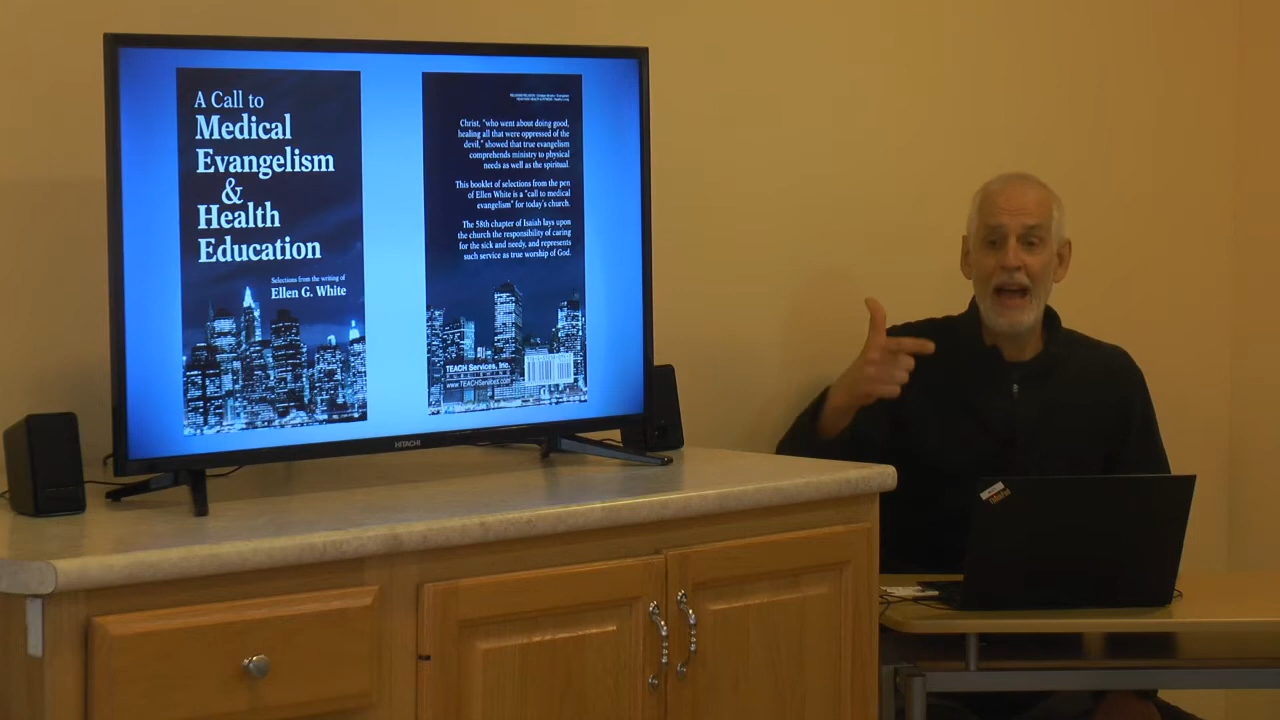 A Call to
Medical
Evangelism
&
Health
Education
Selections from the writing of
Ellen G. White
Christ, "who went about doing good,
healing all that were oppressed of the
devil," showed that true evangelism
comprehends ministry to physical
needs as well as the spiritual.
This booklet of selections from the pen
of Ellen White is a "call to medical
evangelism" for today's church.
The 58th chapter of Isaiah lays upon
the church the responsibility of caring
for the sick and needy, and represents
such service as true worship of God.
TEACH Services, Inc.
PUBLISHING
www.TEACHServices.com
HITACHI
ThinkPad